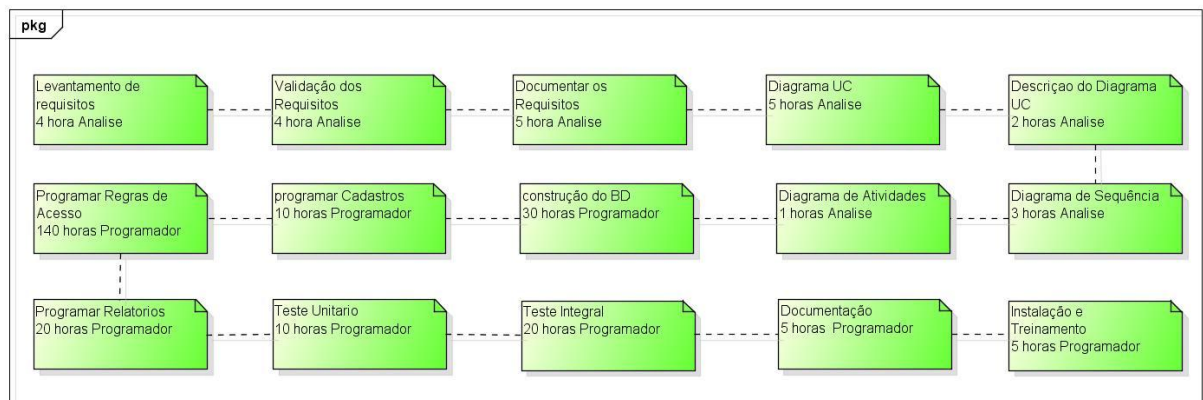 pkg
Levantamento de
requisitos
4 hora Analise
Validação dos
Requisitos
4 hora Analise
Documentar os
Requisitos
5 hora Analise
Diagrama UC
5 horas Analise
Descriçao do Diagrama
UC
2 horas Analise
Programar Regras de
Acesso
140 horas Programador
programar Cadastros
10 horas Programador
construção do BD
30 horas Programador
Diagrama de Atividades
1 horas Analise
Diagrama de Sequência
3 horas Analise
Programar Relatorios
20 horas Programador
Teste Unitario
10 horas Programador
Teste Integral
20 horas Programador
Documentação
5 horas Programador
Instalação e
Treinamento
5 horas Programador